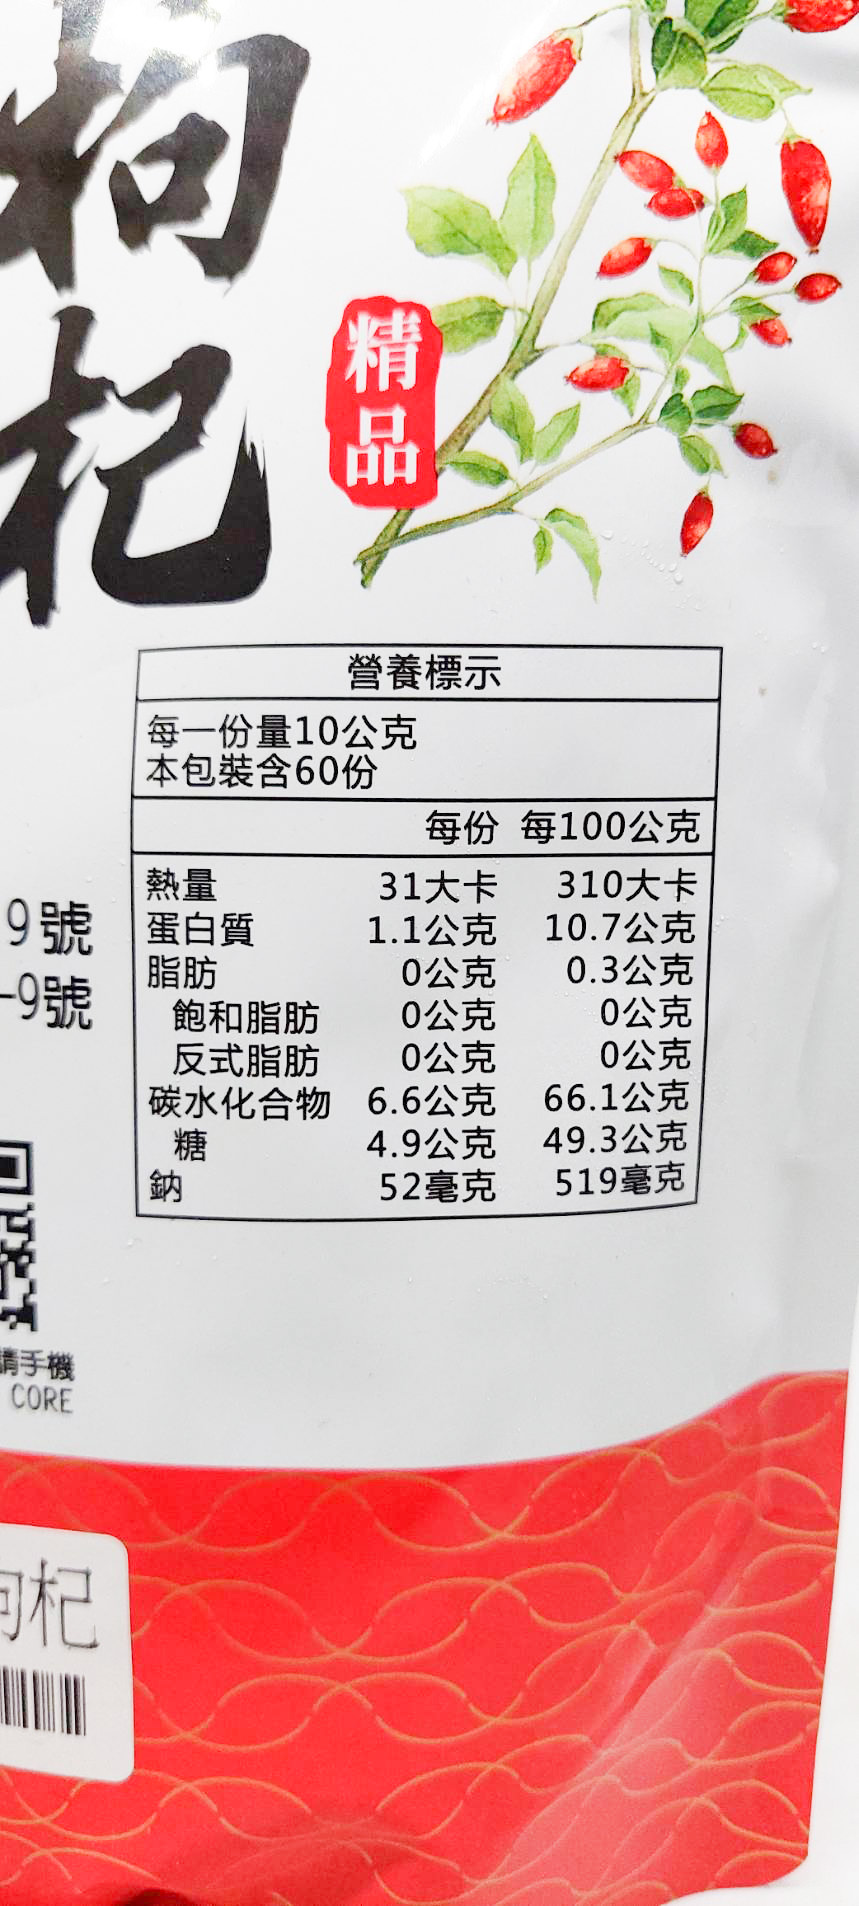 枸杞
精品
營養標示
每一份量10公克
本包裝含60份
每份 每100公克
熱量 31大卡 310大卡
蛋白質 1.1公克 10.7公克
脂肪 0公克 0.3公克
飽和脂肪 0公克 0公克
反式脂肪 0公克 0公克
碳水化合物 6.6公克 66.1公克
糖 4.9公克 49.3公克
鈉 52毫克 519毫克
9號
-9號
請手機
CORE
枸杞